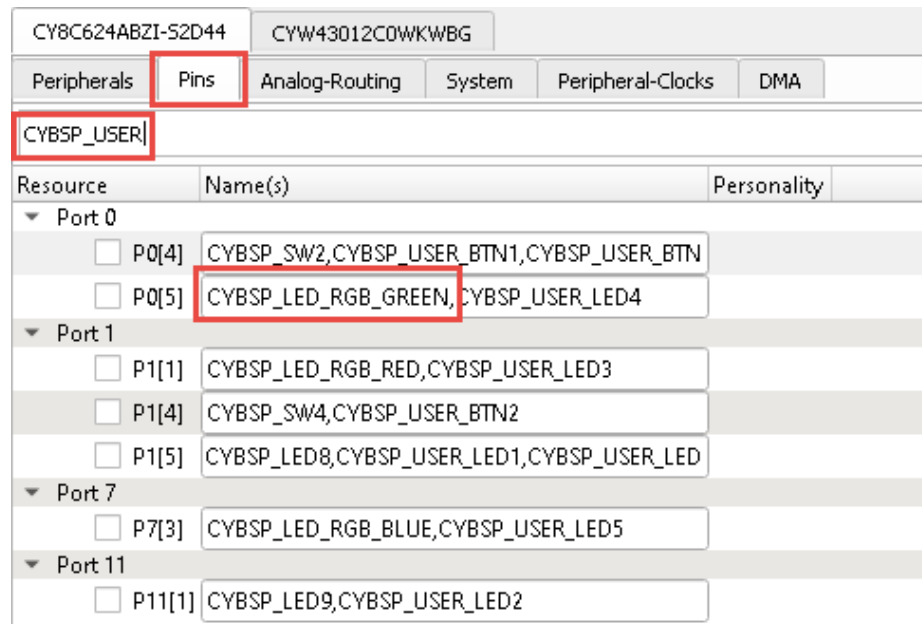 CY8C624ABZI-S2D44 CYW43012C0WKWBG
Peripherals Pins Analog-Routing System Peripheral-Clocks DMA
CYBSP_USER
Resource Name(s) Personality
Port 0
P0[4] CYBSP_SW2,CYBSP_USER_BTN1,CYBSP_USER_BTN
P0[5] CYBSP_LED_RGB_GREEN,CYBSP_USER_LED4
Port 1
P1[1] CYBSP_LED_RGB_RED,CYBSP_USER_LED3
P1[4] CYBSP_SW4,CYBSP_USER_BTN2
P1[5] CYBSP_LED8,CYBSP_USER_LED1,CYBSP_USER_LED
Port 7
P7[3] CYBSP_LED_RGB_BLUE,CYBSP_USER_LED5
Port 11
P11[1] CYBSP_LED9,CYBSP_USER_LED2